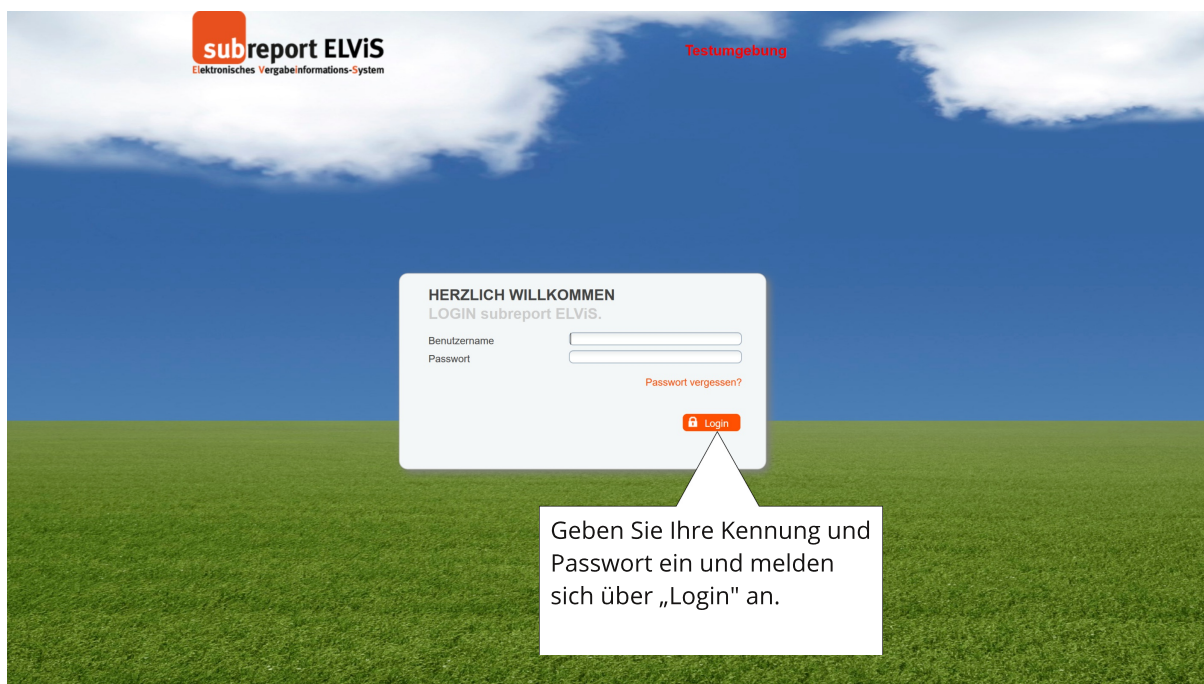 subreport ELViS
Elektronisches Vergabeinformations-System
Testumgebung
HERZLICH WILLKOMMEN
LOGIN subreport ELViS.
Benutzername
Passwort
Passwort vergessen?
Login
Geben Sie Ihre Kennung und
Passwort ein und melden
sich über „Login" an.